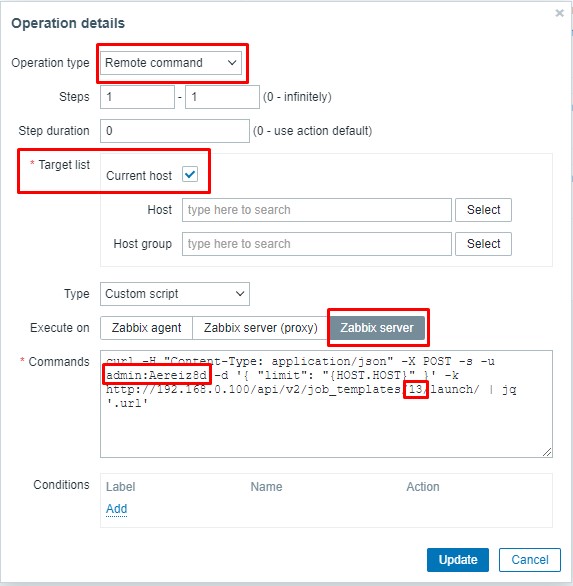 Operation details
Operation type Remote command
Steps 1 - 1 (0 - infinitely)
Step duration 0 (0 - use action default)
* Target list Current host
Host type here to search Select
Host group type here to search Select
Type Custom script
Execute on Zabbix agent Zabbix server (proxy) Zabbix server
* Commands curl -H "Content-Type: application/json" -X POST -s -u
admin:Aereiz8d -d '{ "limit": "{HOST.HOST}" }' -k
http://192.168.0.100/api/v2/job_templates/13/launch/ | jq
'.url'
Conditions Label Name Action
Add
Update Cancel